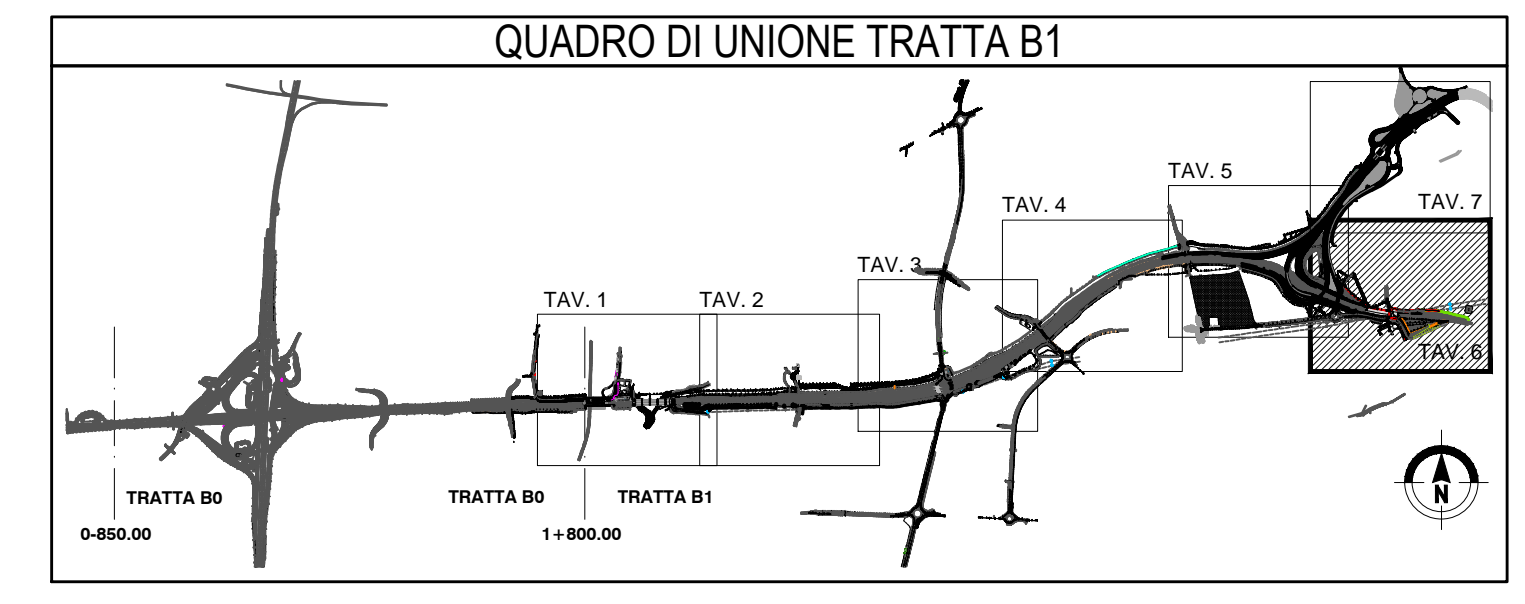 QUADRO DI UNIONE TRATTA B1
TAV. 5
TAV. 7
TAV. 4
TAV. 3
TAV. 1
TAV. 2
TAV. 6
TRATTA B0
TRATTA B0
TRATTA B1
0-850.00
1+800.00
N